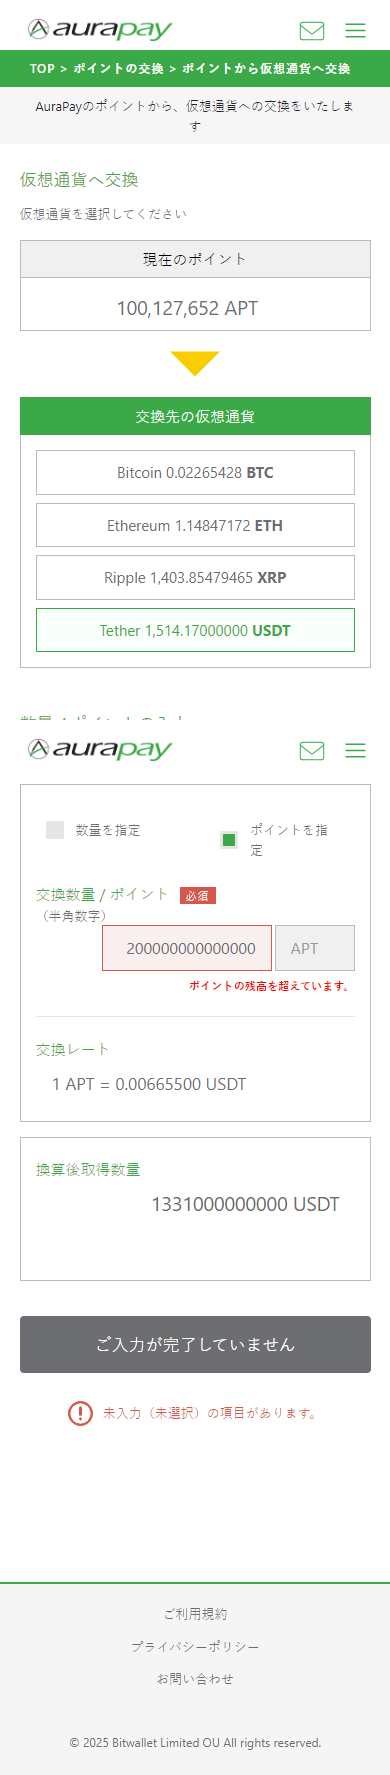 aurapay
TOP > ポイントの交換 > ポイントから仮想通貨へ交換
AuraPayのポイントから、仮想通貨への交換をいたしま
す
仮想通貨へ交換
仮想通貨を選択してください
現在のポイント
100,127,652 APT
交換先の仮想通貨
Bitcoin 0.02265428 BTC
Ethereum 1.14847172 ETH
Ripple 1,403.85479465 XRP
Tether 1,514.17000000 USDT
数量 / ポイントの入力
aurapay
数量を指定
ポイントを指
定
交換数量 / ポイント 必須
（半角数字）
200000000000000 APT
ポイントの残高を超えています。
交換レート
1 APT = 0.00665500 USDT
換算後取得数量
1331000000000 USDT
ご入力が完了していません
未入力（未選択）の項目があります。
ご利用規約
プライバシーポリシー
お問い合わせ
© 2025 Bitwallet Limited OU All rights reserved.